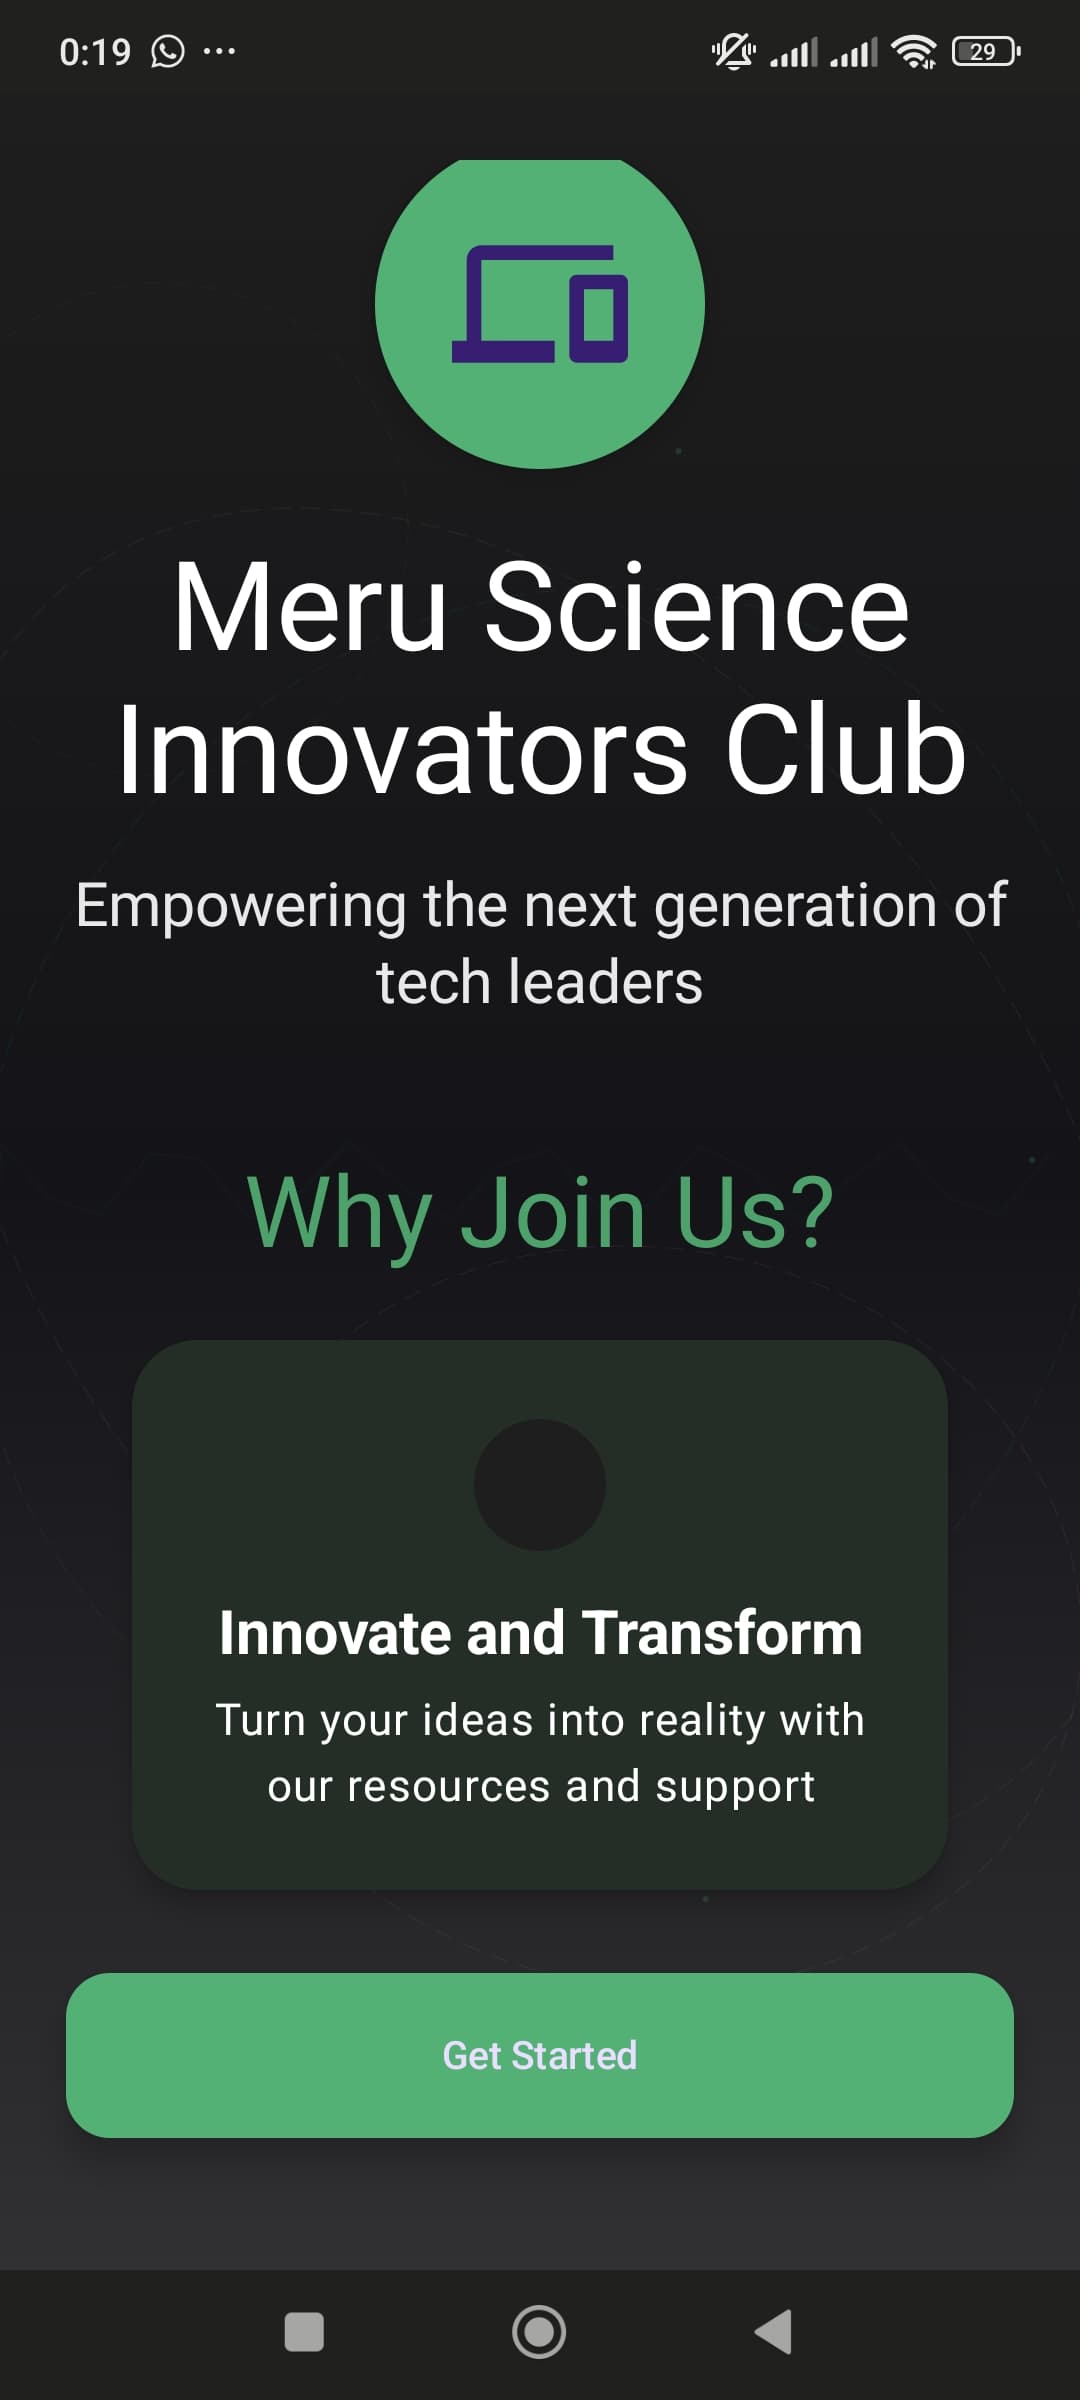 0:19
29
Meru Science
Innovators Club
Empowering the next generation of
tech leaders
Why Join Us?
Innovate and Transform
Turn your ideas into reality with
our resources and support
Get Started